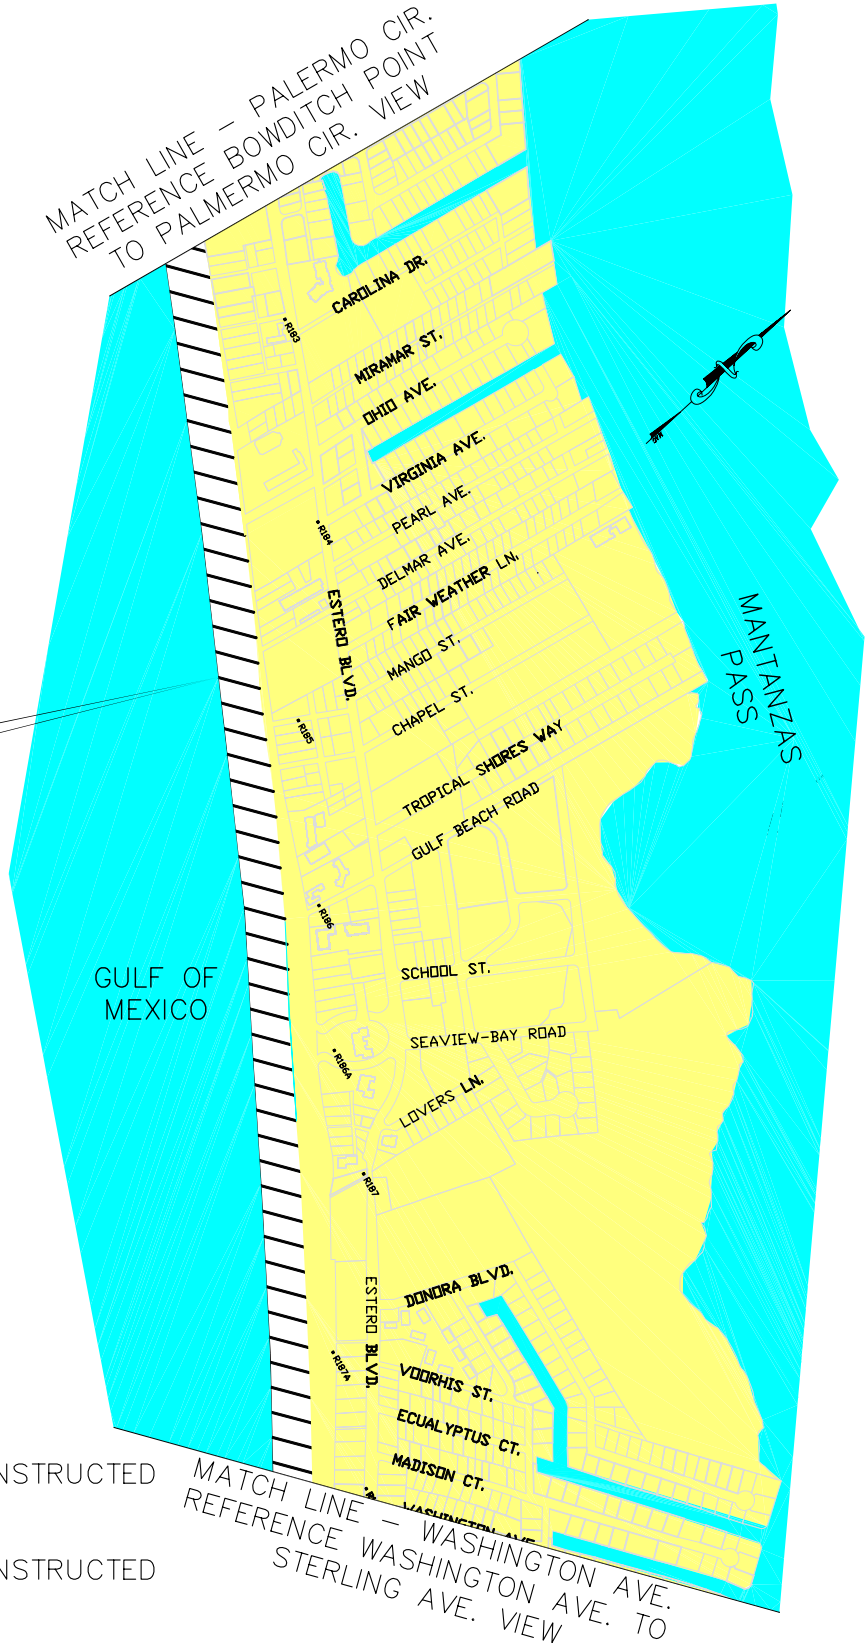 MATCH LINE – PALERMO CIR.
REFERENCE BOWDITCH POINT
TO PALMERMO CIR. VIEW
CAROLINA DR.
R183
MIRAMAR ST.
OHIO AVE.
VIRGINIA AVE.
PEARL AVE.
R184
DELMAR AVE.
FAIR WEATHER LN.
ESTERO BLVD.
MANGO ST.
MANTANZAS
PASS
CHAPEL ST.
R185
TROPICAL SHORES WAY
GULF BEACH ROAD
R186
GULF OF
MEXICO
SCHOOL ST.
SEAVIEW-BAY ROAD
R186A
LOVERS LN.
R187
DONORA BLVD.
ESTERO BLVD.
R187A
VOORHIS ST.
ECUALYPTUS CT.
MADISON CT.
WASHINGTON AVE
NSTRUCTED
NSTRUCTED
MATCH LINE – WASHINGTON AVE.
REFERENCE WASHINGTON AVE. TO
STERLING AVE. VIEW